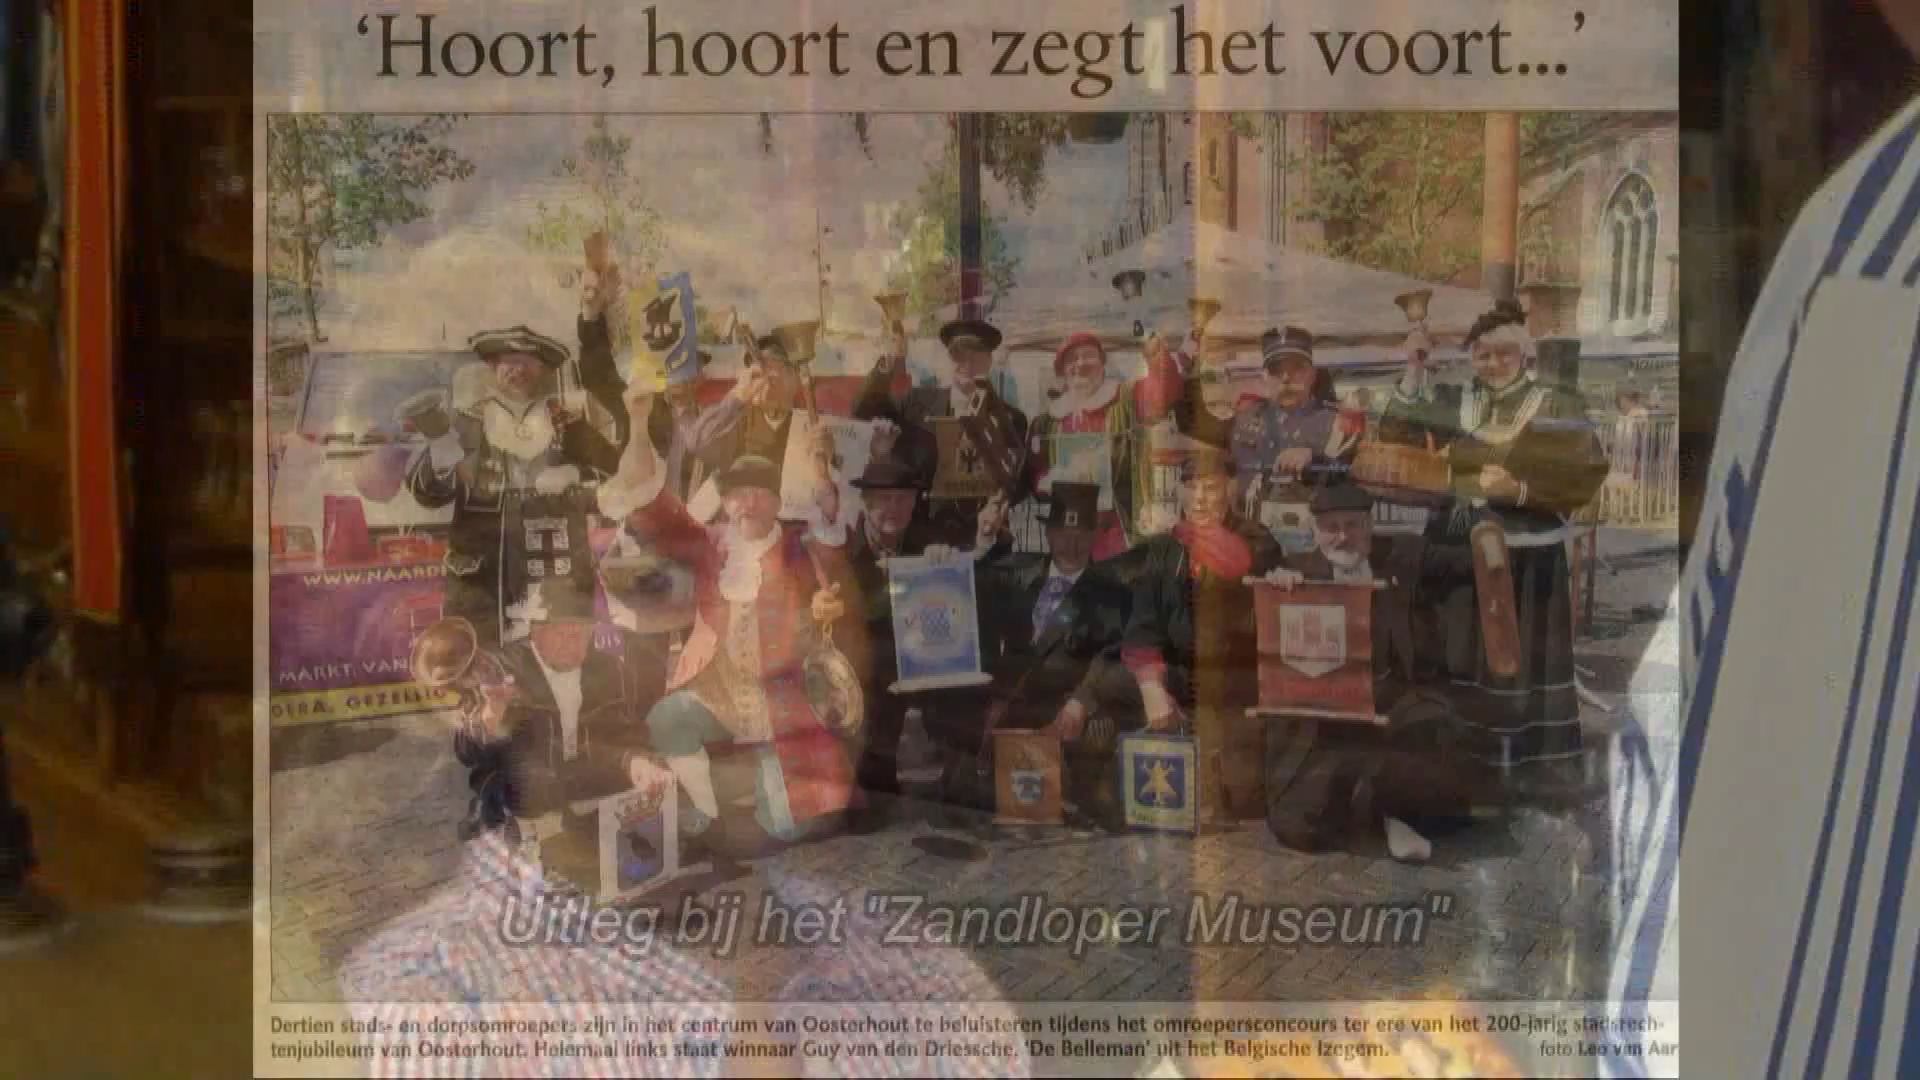 ‘Hoort, hoort en zegt het voort...’
WWW.NAARD
MARKT VAN
GEZELLIG
Uitleg bij het "Zandloper Museum"
Dertien stads- en dorpsomroepers zijn in het centrum van Oosterhout te beluisteren tijdens het omroepersconcours ter ere van het 200-jarig stadsrech-
tenjubileum van Oosterhout. Helemaal links staat winnaar Guy van den Driessche, 'De Belleman' uit het Belgische Izegem.
foto Leo van Aar